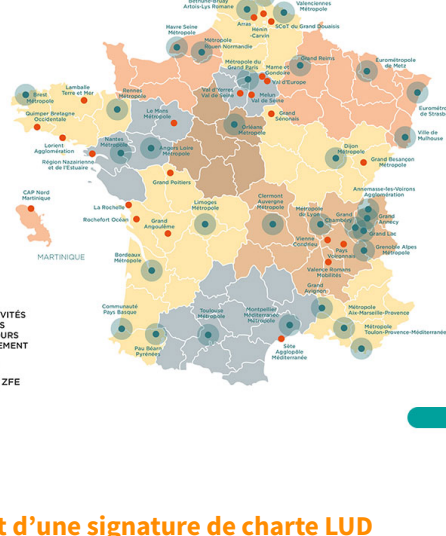 Béthune-Bruay
Artois-Lys Romane
Valenciennes
Métropole
Arras
Hénin
-Carvin
SCoT du Grand Douaisis
Havre Seine
Métropole
Métropole
Rouen Normandie
Métropole du
Grand Paris
Marne et
Gondoire
Val d'Europe
Grand Reims
Eurométropole
de Metz
Eurométro
de Strasb
Ville de
Mulhouse
Val d'Yerres
Val de Seine
Melun
Val de Seine
Grand
Sénonais
Lamballe
Terre et Mer
Brest
Métropole
Rennes
Métropole
Le Mans
Métropole
Orléans
Métropole
Quimper Bretagne
Occidentale
Lorient
Agglomération
Nantes
Métropole
Angers Loire
Métropole
Région Nazairienne
et de l'Estuaire
Dijon
Métropole
Grand Besançon
Métropole
Grand Poitiers
CAP Nord
Martinique
MARTINIQUE
La Rochelle
Rochefort Océan
Grand
Angoulême
Limoges
Métropole
Clermont
Auvergne
Métropole
Métropole
de Lyon
Annemasse-les-Voirons
Agglomération
Grand
Annecy
Grand
Chambéry
Grand Lac
Vienne
Condrieu
Pays
Voironnais
Grenoble Alpes
Métropole
Valence Romans
Mobilités
Bordeaux
Métropole
Grand
Avignon
Communauté
Pays Basque
Pau Béarn
Pyrénées
Toulouse
Métropole
Montpellier
Méditerranée
Métropole
Sète
Agglopôle
Méditerranée
Métropole
Aix-Marseille-Provence
Métropole
Toulon-Provence-Méditerranée
VITÉS
S
OURS
EMENT
ZFE
t d'une signature de charte LUD